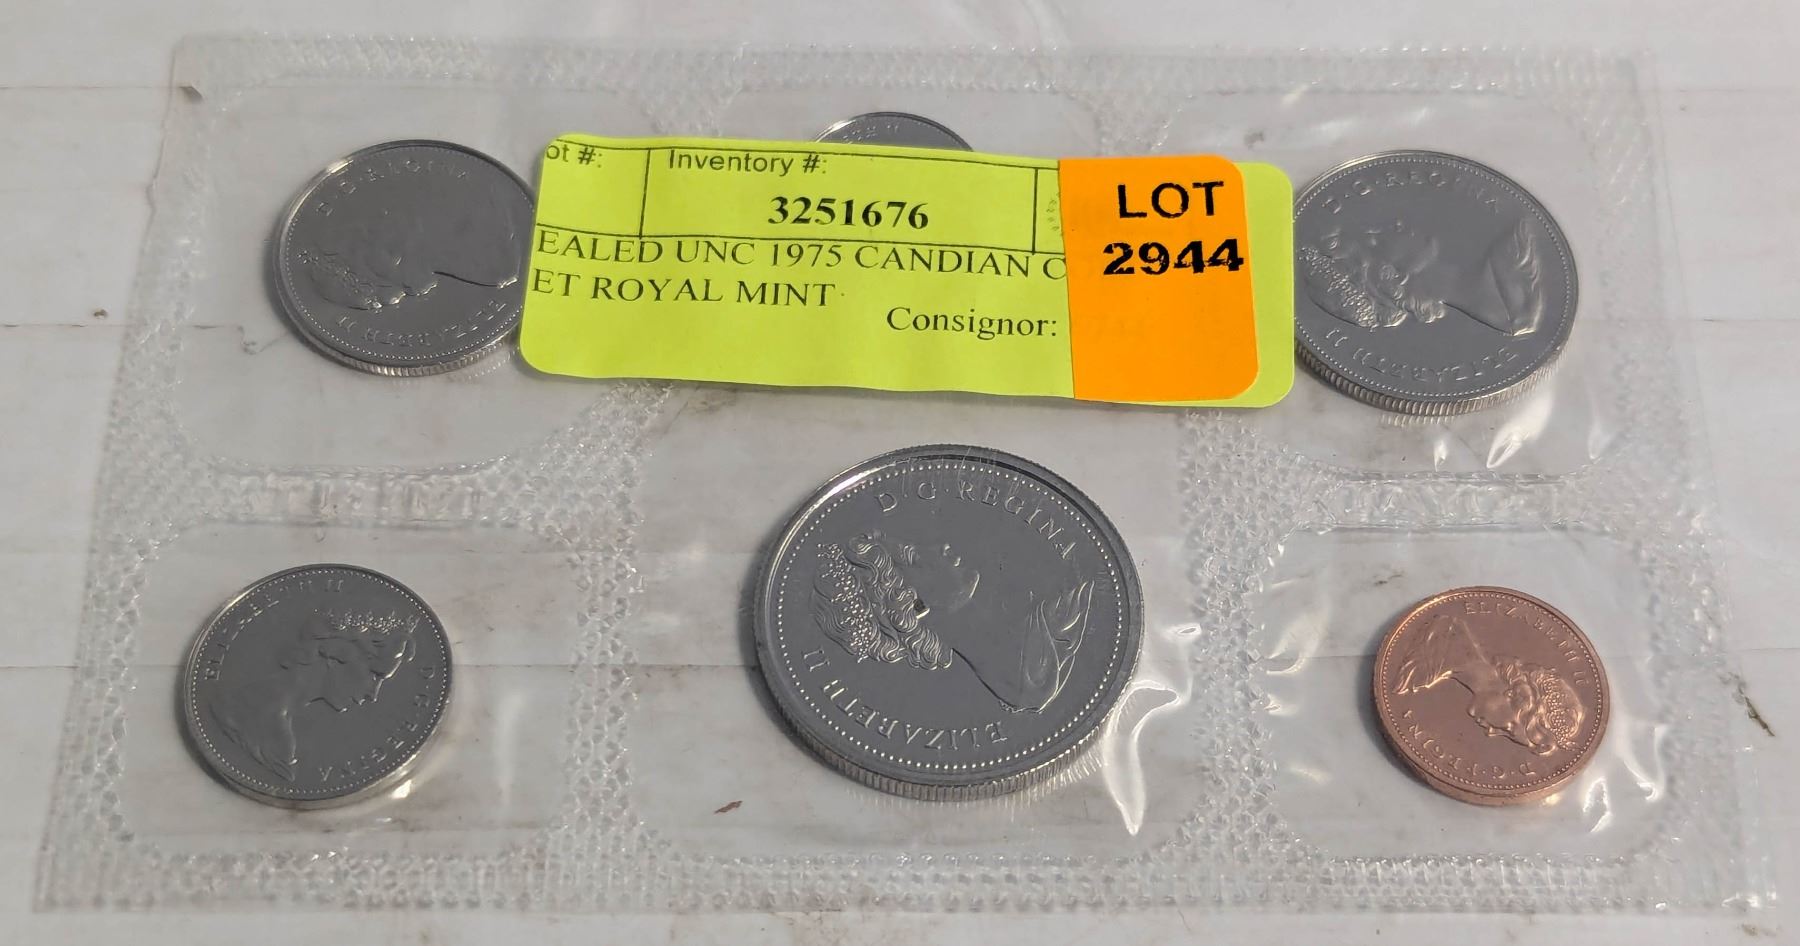 ot #:
Inventory #:
3251676
EALED UNC 1975 CANDIAN C
ET ROYAL MINT
Consignor:
LOT
2944
D·G·REGINA
ELIZABETH II
D·G·REGINA
ELIZABETH II
ELIZABETH II
D·G·REGINA
D·G·REGINA
ELIZABETH II
ELIZABETH II
D·G·REGINA